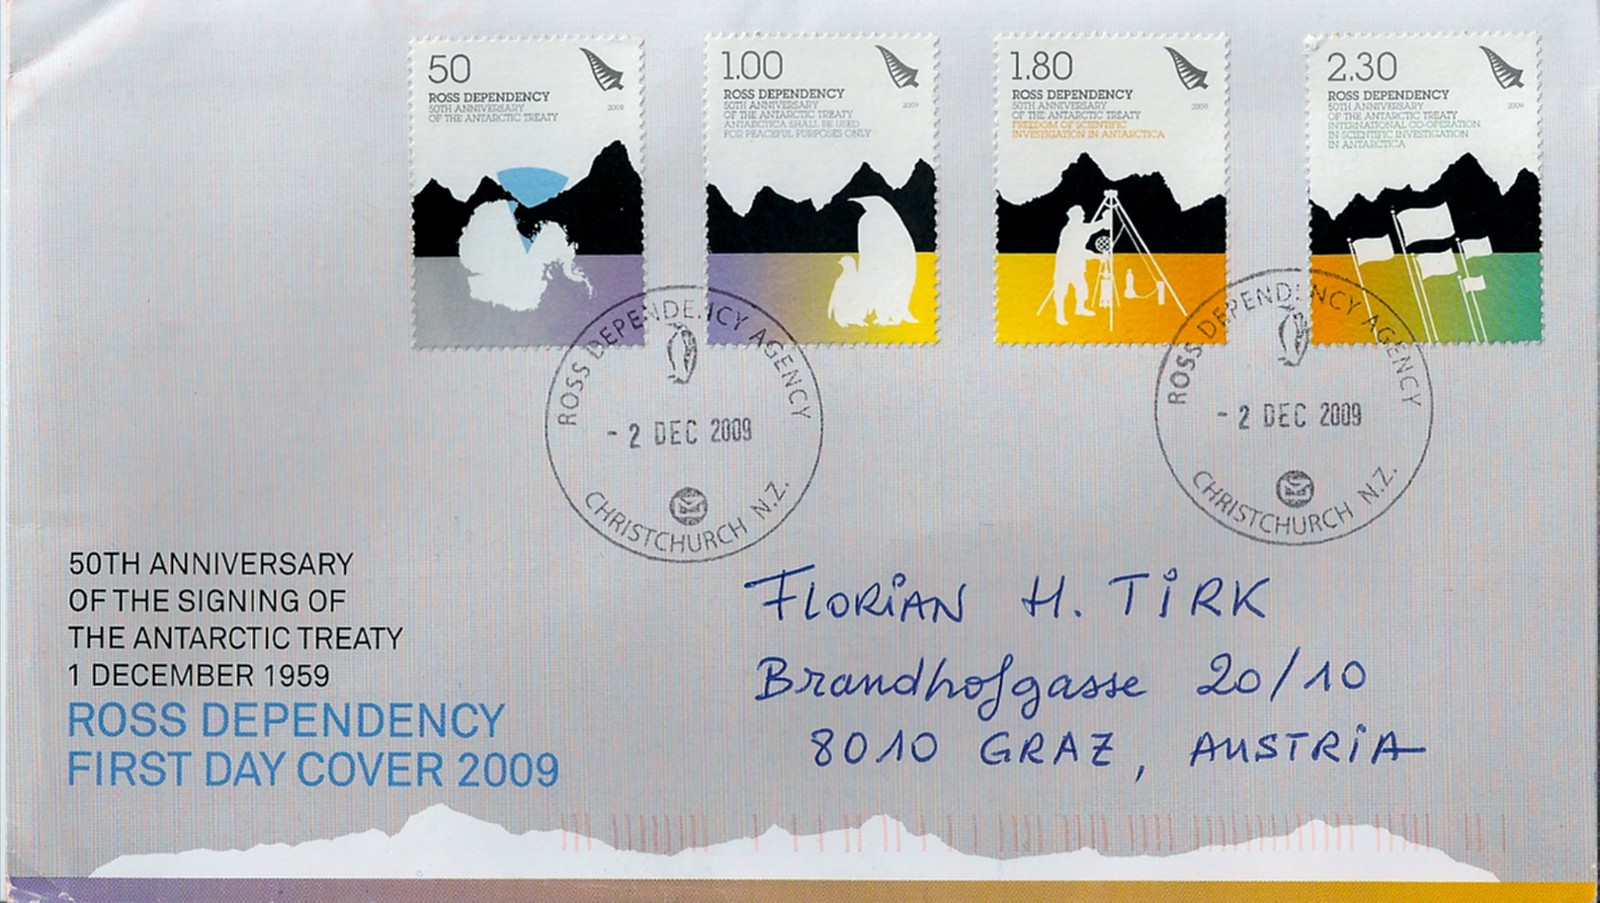 50
ROSS DEPENDENCY
50TH ANNIVERSARY
OF THE ANTARCTIC TREATY
2009
1.00
ROSS DEPENDENCY
50TH ANNIVERSARY
OF THE ANTARCTIC TREATY
ANTARCTICA SHALL BE USED
FOR PEACEFUL PURPOSES ONLY
2009
1.80
ROSS DEPENDENCY
50TH ANNIVERSARY
OF THE ANTARCTIC TREATY
FREEDOM OF SCIENTIFIC
INVESTIGATION IN ANTARCTICA
2009
2.30
ROSS DEPENDENCY
50TH ANNIVERSARY
OF THE ANTARCTIC TREATY
INTERNATIONAL CO-OPERATION
IN SCIENTIFIC INVESTIGATION
IN ANTARCTICA
2009
ROSS DEPENDENCY AGENCY
- 2 DEC 2009
CHRISTCHURCH N.Z.
ROSS DEPENDENCY AGENCY
- 2 DEC 2009
CHRISTCHURCH N.Z.
50TH ANNIVERSARY
OF THE SIGNING OF
THE ANTARCTIC TREATY
1 DECEMBER 1959
ROSS DEPENDENCY
FIRST DAY COVER 2009
FLORiAN H. TiRK
Brandhofgasse 20/10
8010 GRAZ, AUSTRiA